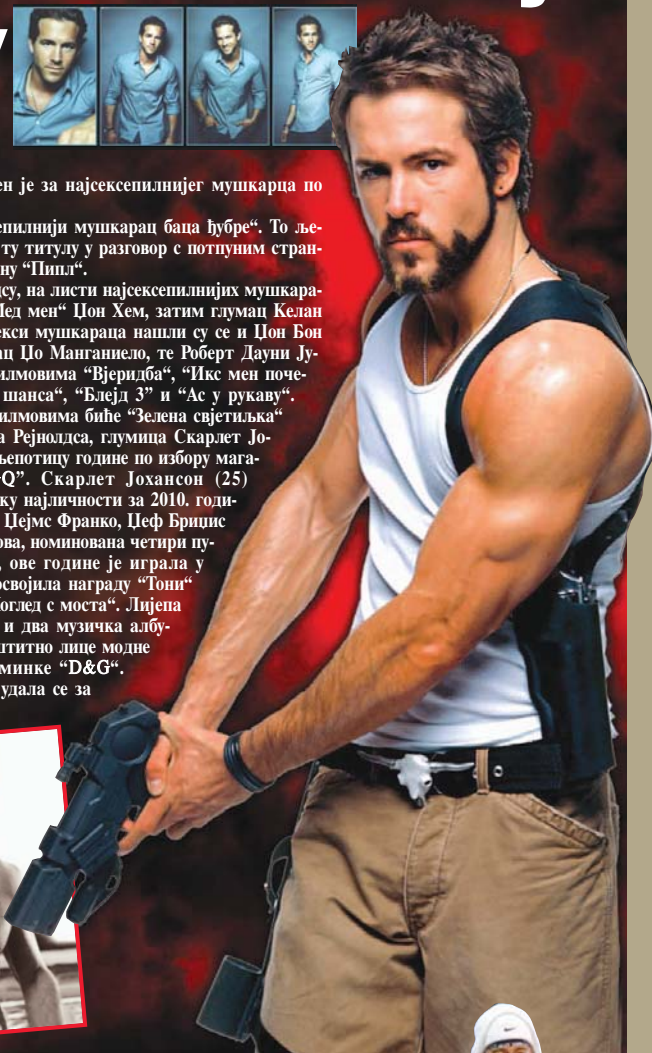 ен је за најсексепилнијег мушкарца по
епилнији мушкарац баца ђубре“. То ље-
ту титулу у разговор с потпуним стран-
ну “Пипл“.
су, на листи најсексепилнијих мушкара-
Мед мен“ Џон Хем, затим глумац Келан
екси мушкараца нашли су се и Џон Бон
ац Џо Манганиело, те Роберт Дауни Ју-
илмовима “Вјеридба“, “Икс мен поче-
шанса“, “Блејд 3” и “Ас у рукаву“.
илмовима биће “Зелена свјетиљка“
а Рејнолдса, глумица Скарлет Јо-
љепотицу године по избору мага-
Q”. Скарлет Јохансон (25)
ку најличности за 2010. годи-
Џејмс Франко, Џеф Бриџис
ова, номинована четири пу-
, ове године је играла у
освојила награду “Тони“
Поглед с моста“. Лијепа
и два музичка албу-
штитно лице модне
минке “D&G“.
удала се за